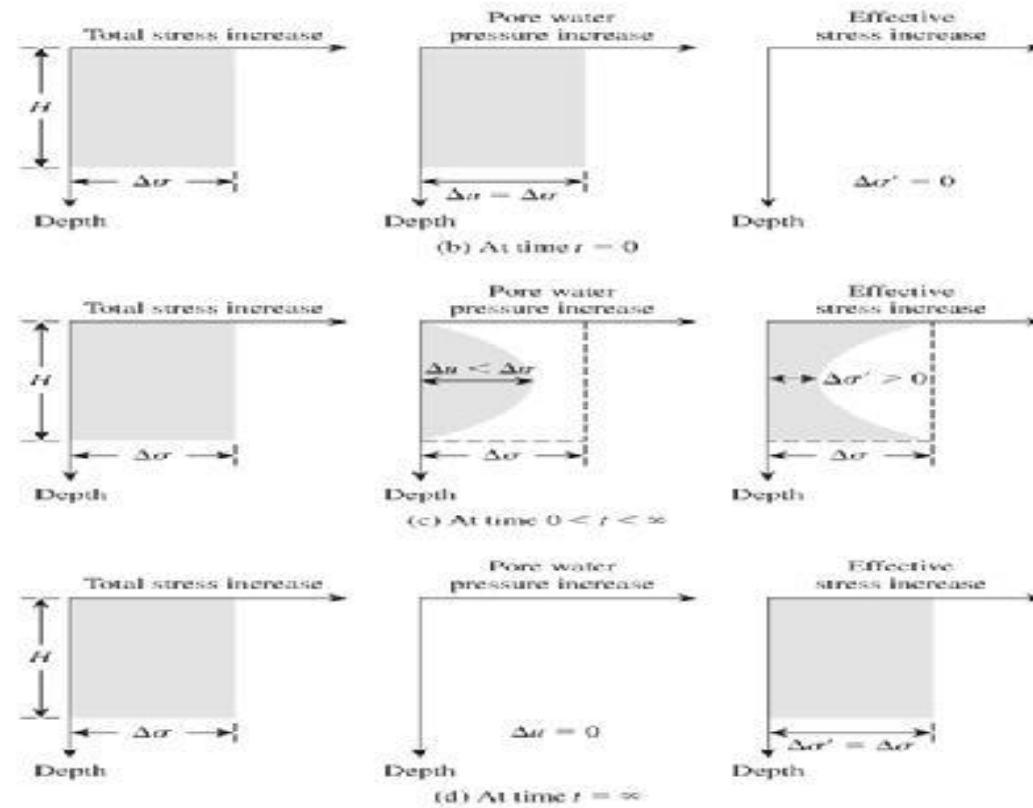 Total stress increase
Pore water
pressure increase
Effective
stress increase
H
Δσ
Δu = Δσ
Δσ′ = 0
Depth
Depth
Depth
(b) At time t = 0
Total stress increase
Pore water
pressure increase
Effective
stress increase
H
Δu < Δσ
Δσ′ > 0
Δσ
Δσ
Δσ
Depth
Depth
Depth
(c) At time 0 < t < ∞
Total stress increase
Pore water
pressure increase
Effective
stress increase
H
Δσ
Δu = 0
Δσ′ = Δσ
Depth
Depth
Depth
(d) At time t = ∞